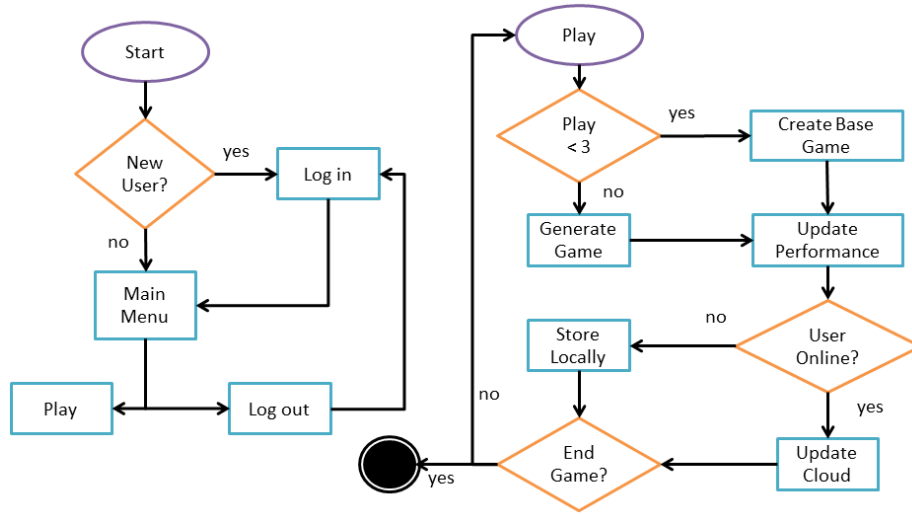 Start
New
User?
yes
Log in
no
Main
Menu
Play
Log out
Play
Play
< 3
yes
Create Base
Game
no
Generate
Game
Update
Performance
User
Online?
no
Store
Locally
yes
Update
Cloud
End
Game?
no
yes